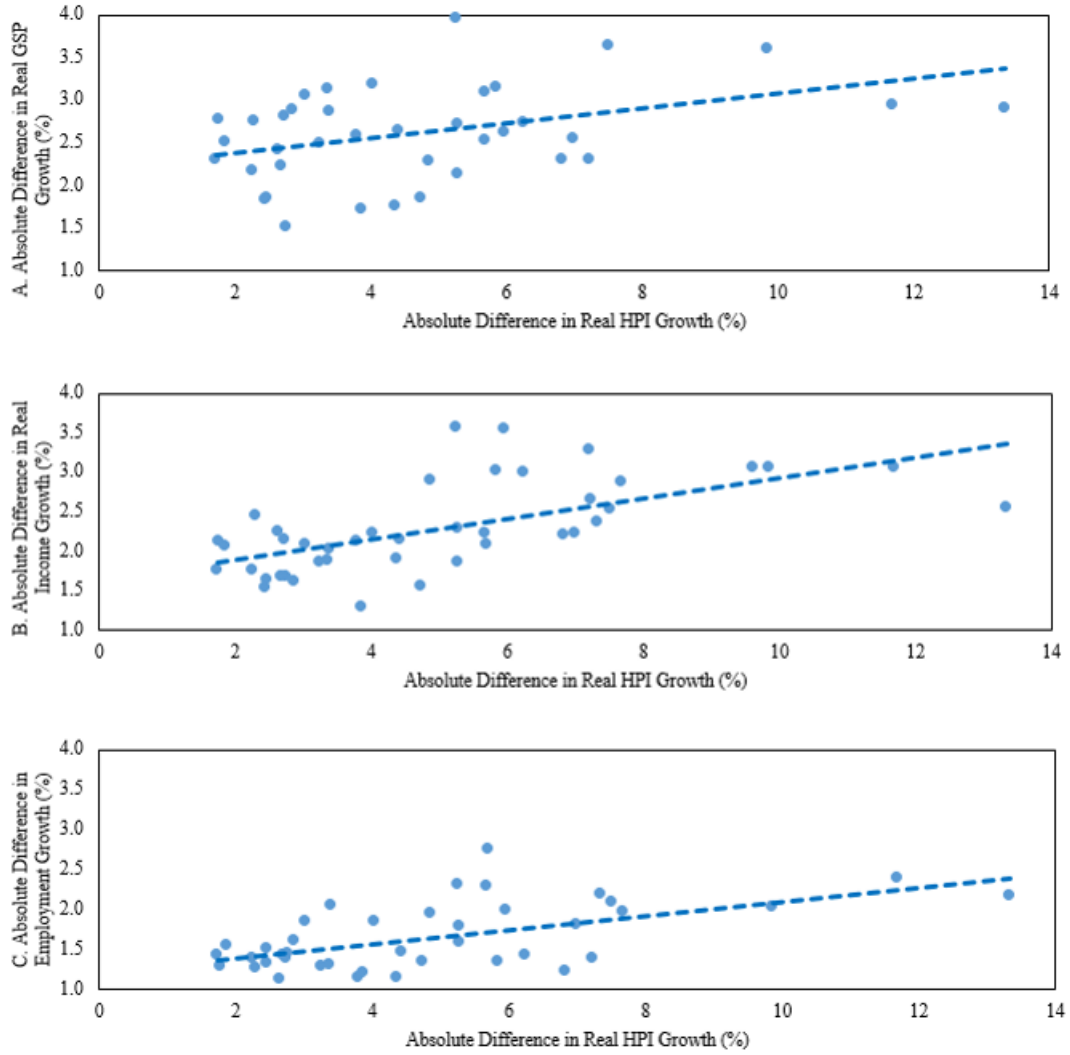 A. Absolute Difference in Real GSP
Growth (%)
4.0
3.5
3.0
2.5
2.0
1.5
1.0
0 2 4 6 8 10 12 14
Absolute Difference in Real HPI Growth (%)
B. Absolute Difference in Real
Income Growth (%)
4.0
3.5
3.0
2.5
2.0
1.5
1.0
0 2 4 6 8 10 12 14
Absolute Difference in Real HPI Growth (%)
C. Absolute Difference in
Employment Growth (%)
4.0
3.5
3.0
2.5
2.0
1.5
1.0
0 2 4 6 8 10 12 14
Absolute Difference in Real HPI Growth (%)